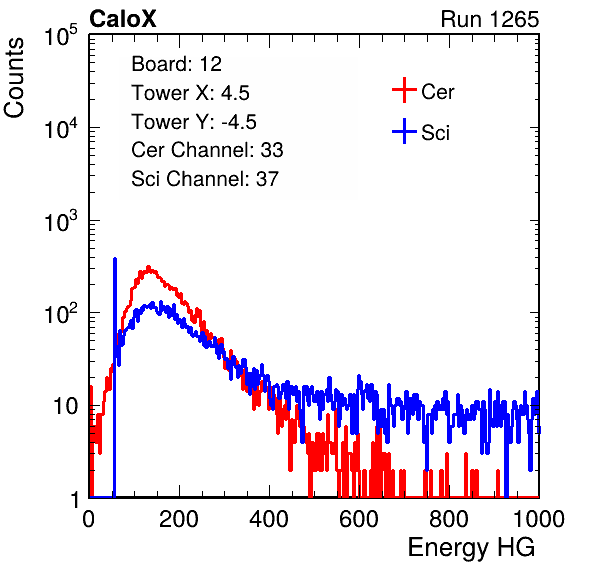 CaloX Run 1265
Counts
Board: 12
Tower X: 4.5
Tower Y: -4.5
Cer Channel: 33
Sci Channel: 37
Cer
Sci
10^5
10^4
10^3
10^2
10
1
0 200 400 600 800 1000
Energy HG